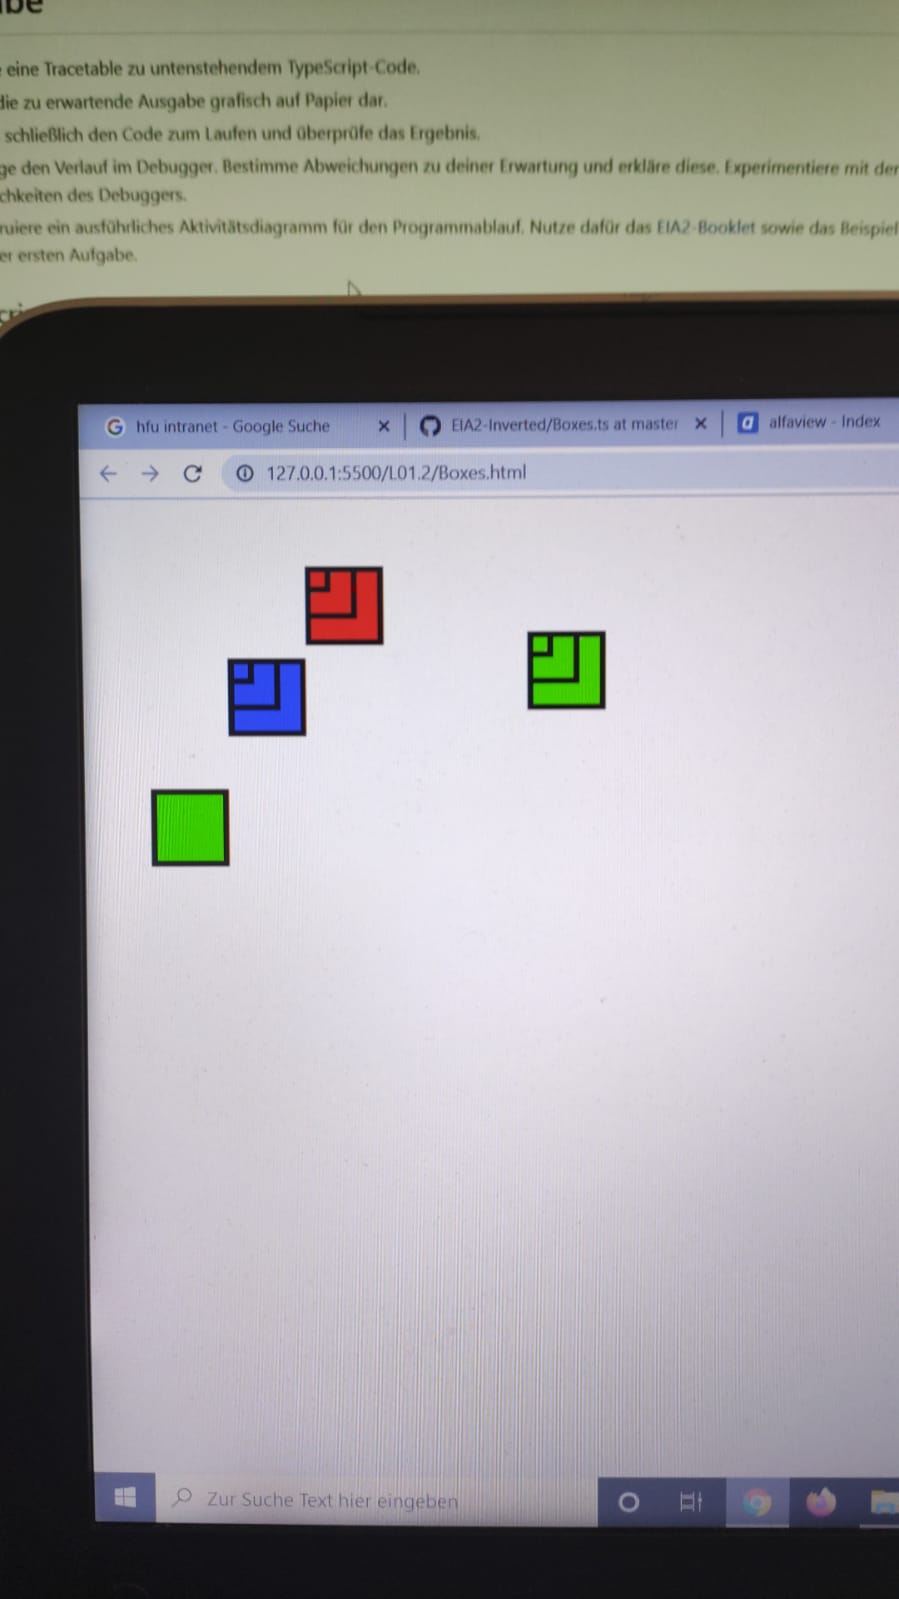 eine Tracetable zu untenstehendem TypeScript-Code.
die zu erwartende Ausgabe grafisch auf Papier dar.
schließlich den Code zum Laufen und überprüfe das Ergebnis.
ge den Verlauf im Debugger. Bestimme Abweichungen zu deiner Erwartung und erkläre diese. Experimentiere mit der
chkeiten des Debuggers.
ruiere ein ausführliches Aktivitätsdiagramm für den Programmablauf. Nutze dafür das EIA2-Booklet sowie das Beispiel
er ersten Aufgabe.
hfu intranet - Google Suche
EIA2-Inverted/Boxes.ts at master
alfaview - Index
127.0.0.1:5500/L01.2/Boxes.html
Zur Suche Text hier eingeben